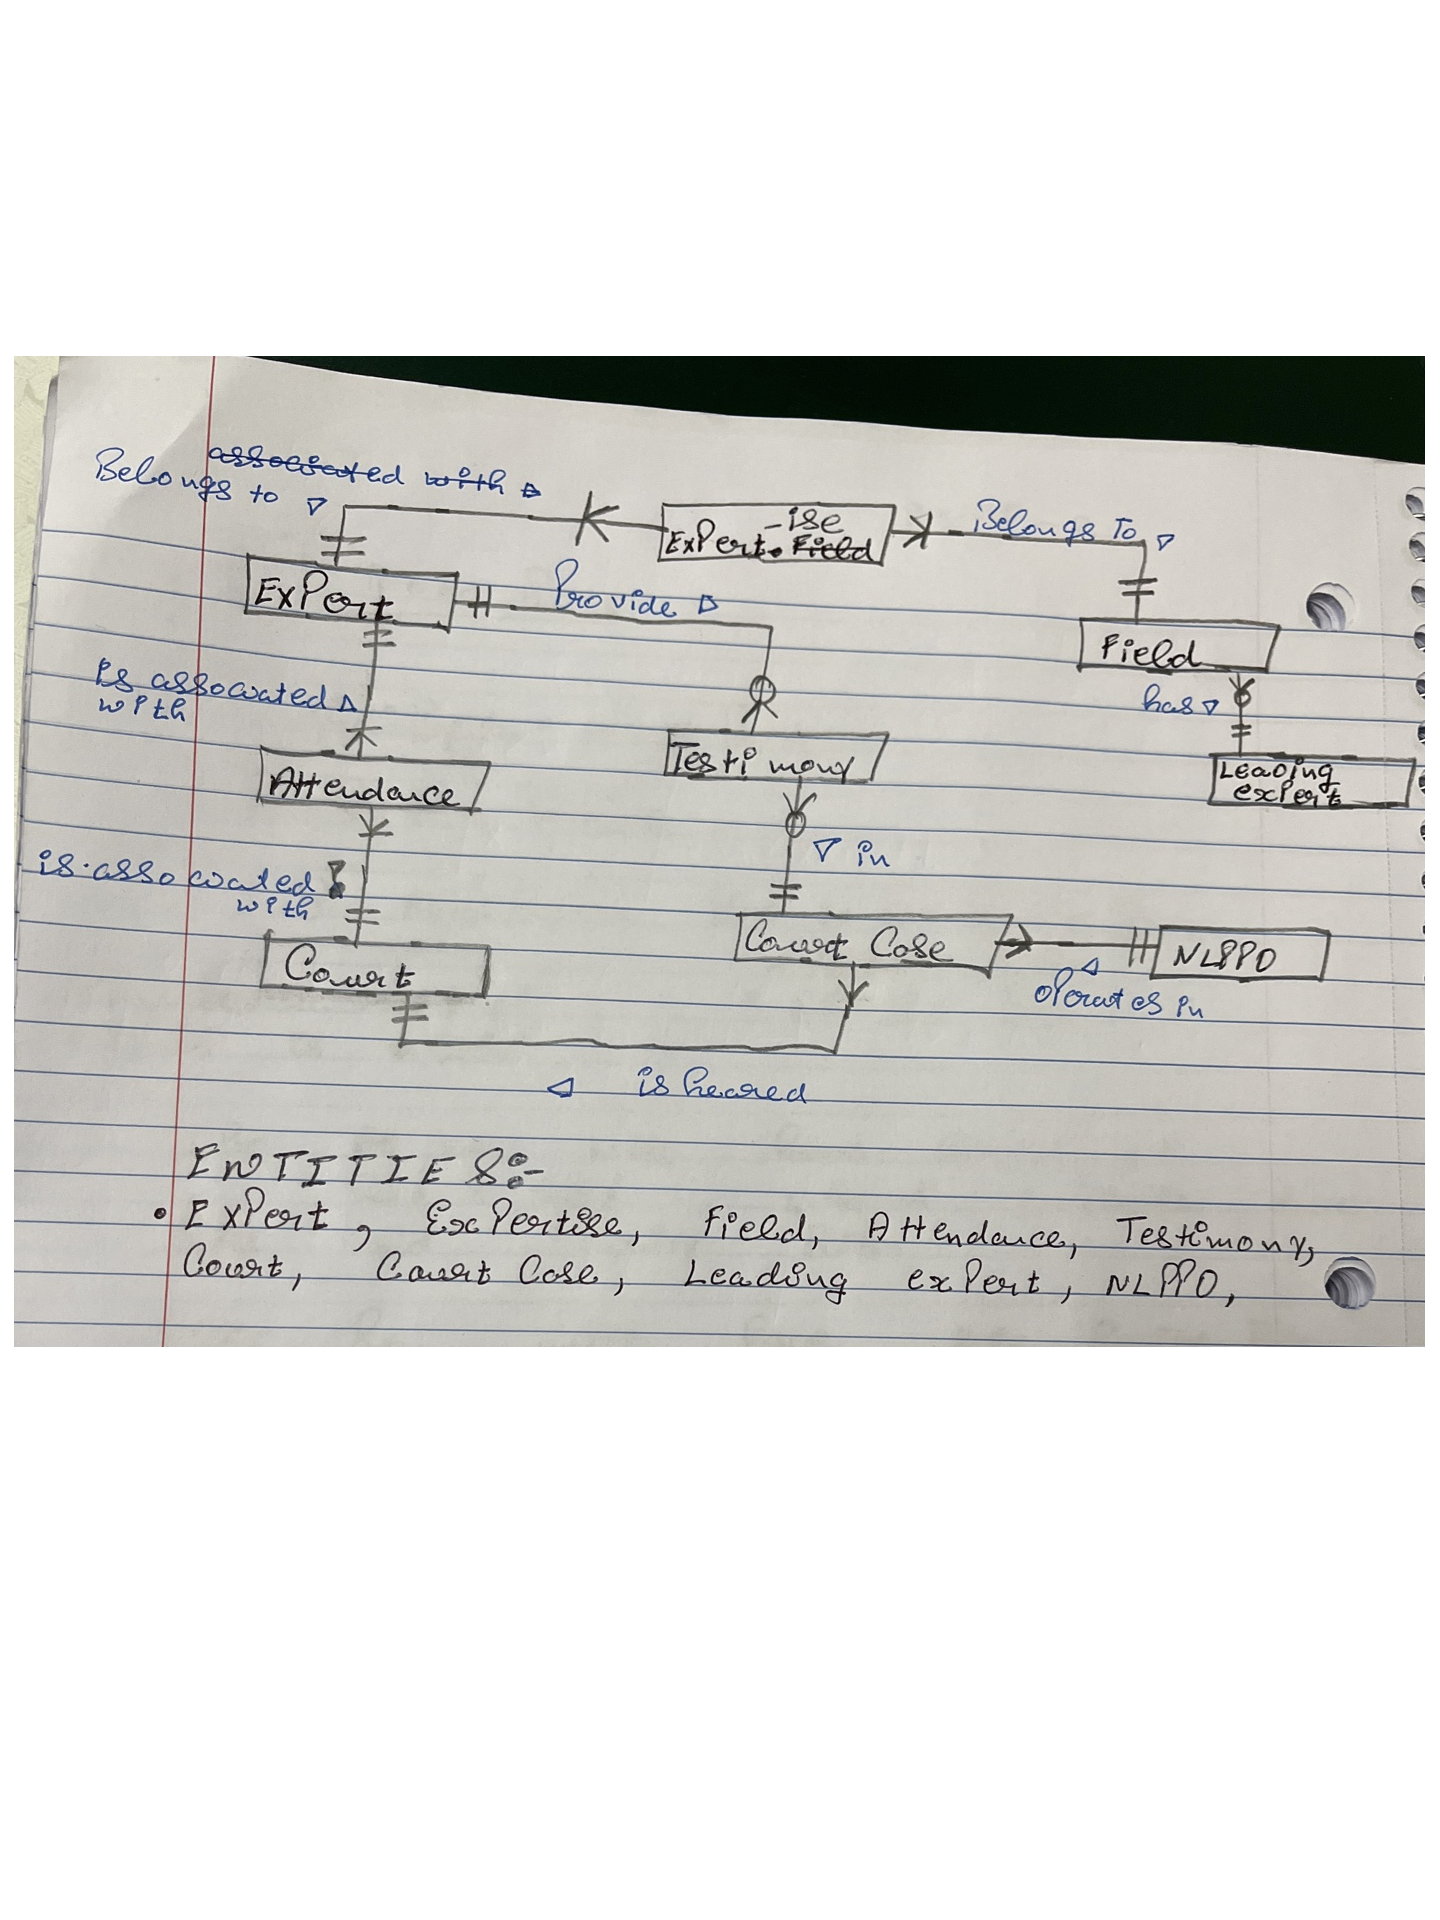 associated with
Belongs to
-ise
Expert. Field
Belongs To
Expert
Provide
Field
is associated
with
has
Testimony
Leading
expert
Attendance
in
is associated
with
Court Case
NLPPO
Court
operates in
is heared
ENTITIES:-
• Expert, Expertise, Field, Attendance, Testimony,
Court, Court Case, Leading expert, NLPPO,